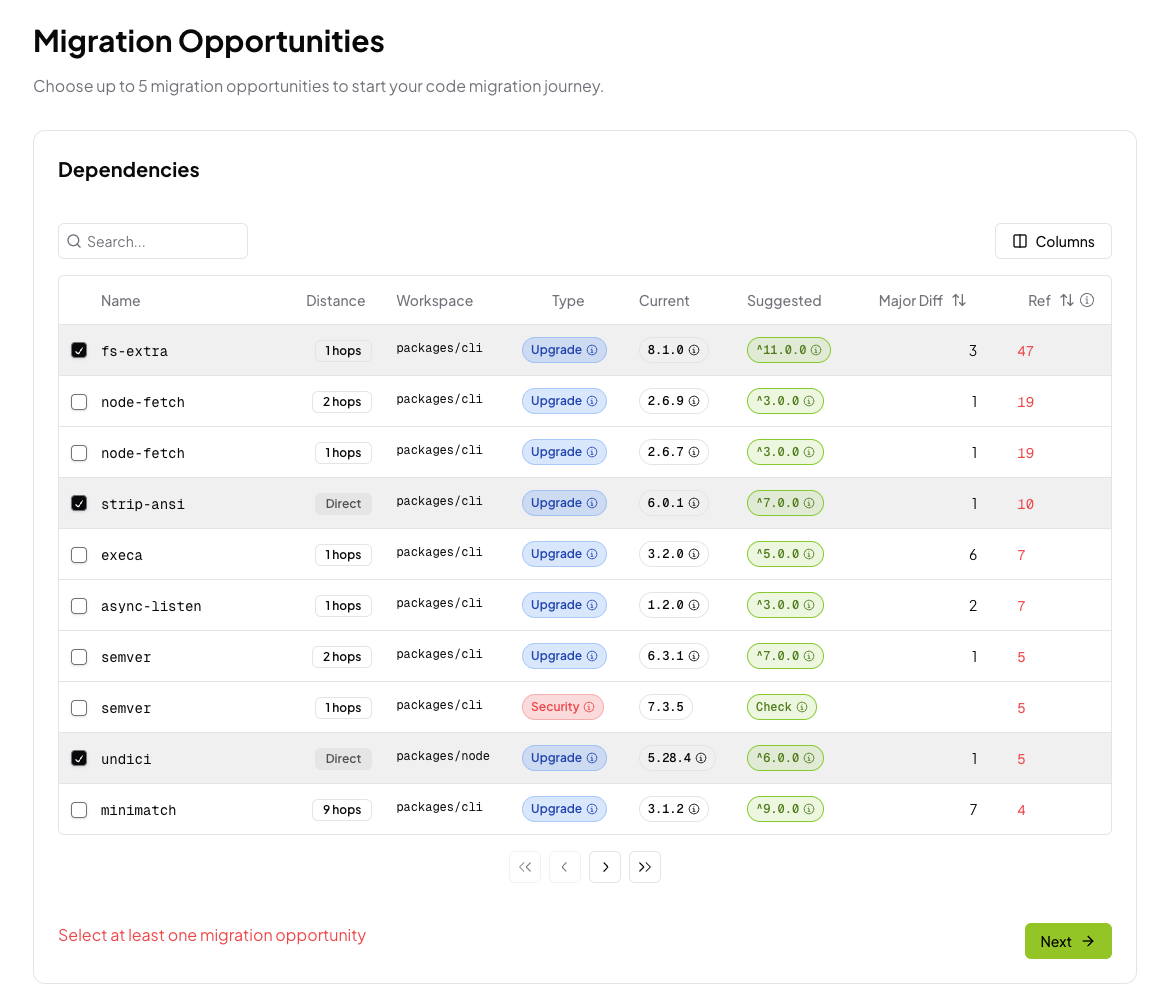 Migration Opportunities
Choose up to 5 migration opportunities to start your code migration journey.
Dependencies
Search...
Columns
Name Distance Workspace Type Current Suggested Major Diff Ref
fs-extra 1 hops packages/cli Upgrade 8.1.0 ^11.0.0 3 47
node-fetch 2 hops packages/cli Upgrade 2.6.9 ^3.0.0 1 19
node-fetch 1 hops packages/cli Upgrade 2.6.7 ^3.0.0 1 19
strip-ansi Direct packages/cli Upgrade 6.0.1 ^7.0.0 1 10
execa 1 hops packages/cli Upgrade 3.2.0 ^5.0.0 6 7
async-listen 1 hops packages/cli Upgrade 1.2.0 ^3.0.0 2 7
semver 2 hops packages/cli Upgrade 6.3.1 ^7.0.0 1 5
semver 1 hops packages/cli Security 7.3.5 Check 5
undici Direct packages/node Upgrade 5.28.4 ^6.0.0 1 5
minimatch 9 hops packages/cli Upgrade 3.1.2 ^9.0.0 7 4
Select at least one migration opportunity
Next